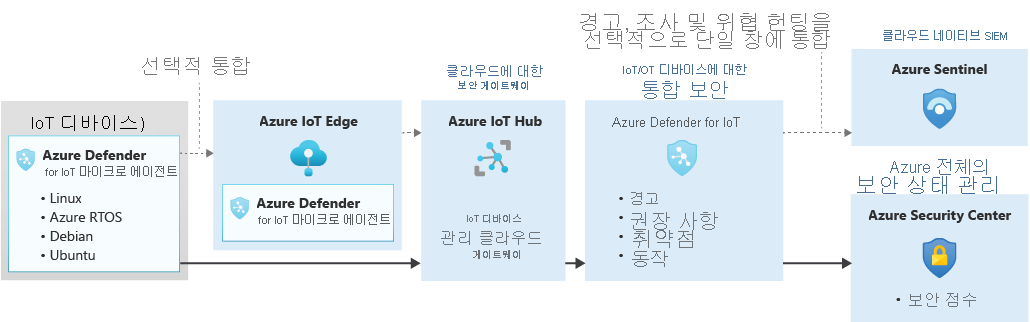 경고, 조사 및 위협 헌팅을
선택적으로 단일 창에 통합
선택적 통합
IoT 디바이스)
Azure Defender
for IoT 마이크로 에이전트
• Linux
• Azure RTOS
• Debian
• Ubuntu
Azure IoT Edge
Azure Defender
for IoT 마이크로 에이전트
클라우드에 대한
보안 게이트웨이
Azure IoT Hub
IoT 디바이스
관리 클라우드
게이트웨이
IoT/OT 디바이스에 대한
통합 보안
Azure Defender for IoT
• 경고
• 권장 사항
• 취약점
• 동작
클라우드 네이티브 SIEM
Azure Sentinel
Azure 전체의
보안 상태 관리
Azure Security Center
• 보안 점수